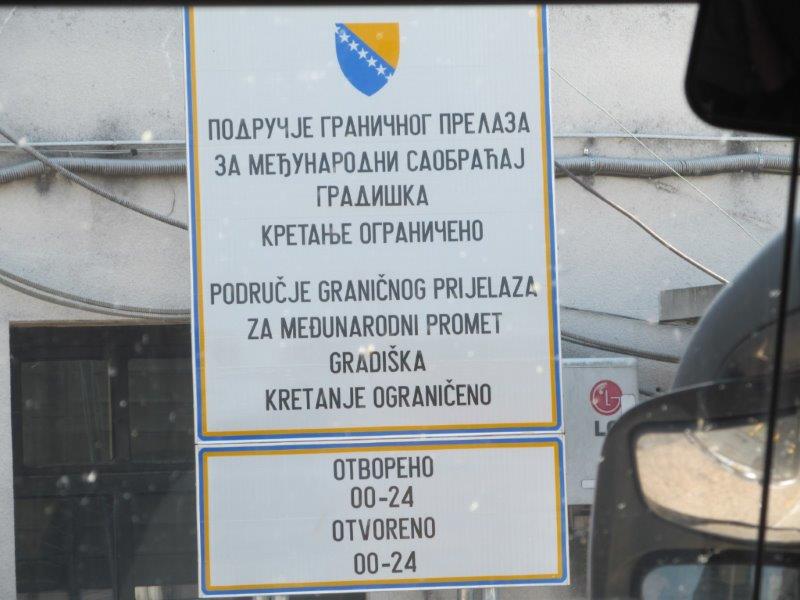 ПОДРУЧЈЕ ГРАНИЧНОГ ПРЕЛАЗА
ЗА МЕЂУНАРОДНИ САОБРАЋАЈ
ГРАДИШКА
КРЕТАЊЕ ОГРАНИЧЕНО
PODRUČJE GRANIČNOG PRIJELAZA
ZA MEĐUNARODNI PROMET
GRADIŠKA
KRETANJE OGRANIČENO
ОТВОРЕНО
00-24
OTVORENO
00-24
LG